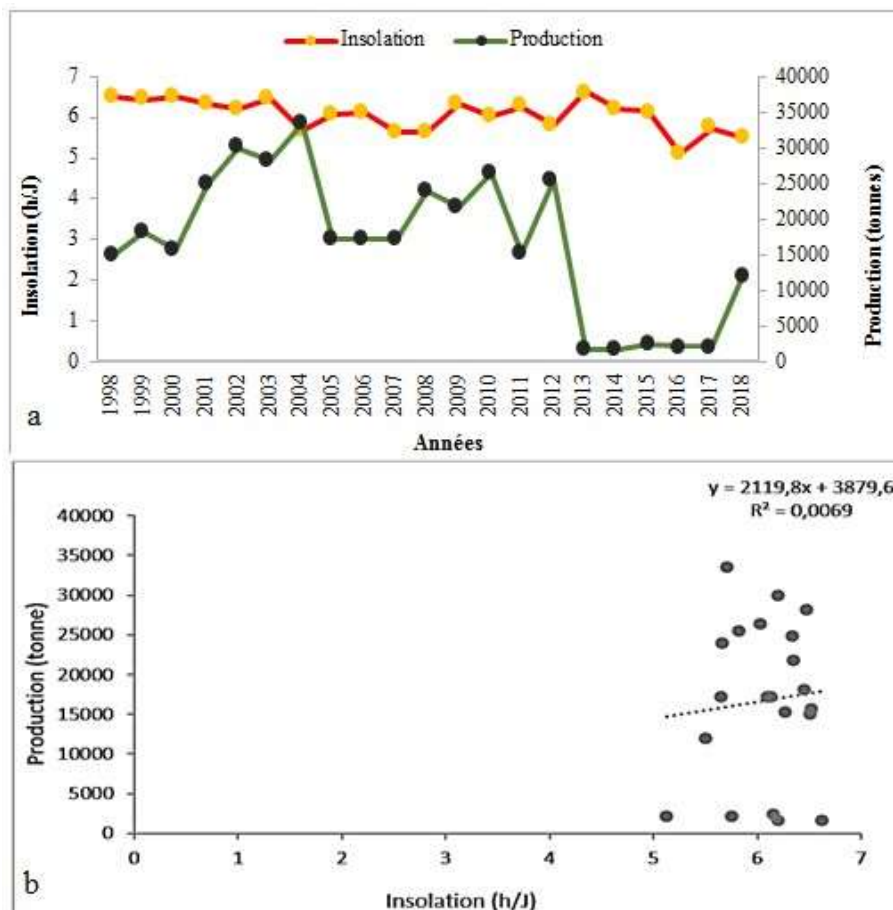 Insolation Production
Insolation (h/J)
7
6
5
4
3
2
1
0
Production (tonnes)
40000
35000
30000
25000
20000
15000
10000
5000
0
1998 1999 2000 2001 2002 2003 2004 2005 2006 2007 2008 2009 2010 2011 2012 2013 2014 2015 2016 2017 2018
a
Années
y = 2119,8x + 3879,6
R² = 0,0069
Production (tonne)
40000
35000
30000
25000
20000
15000
10000
5000
0
0 1 2 3 4 5 6 7
b
Insolation (h/J)